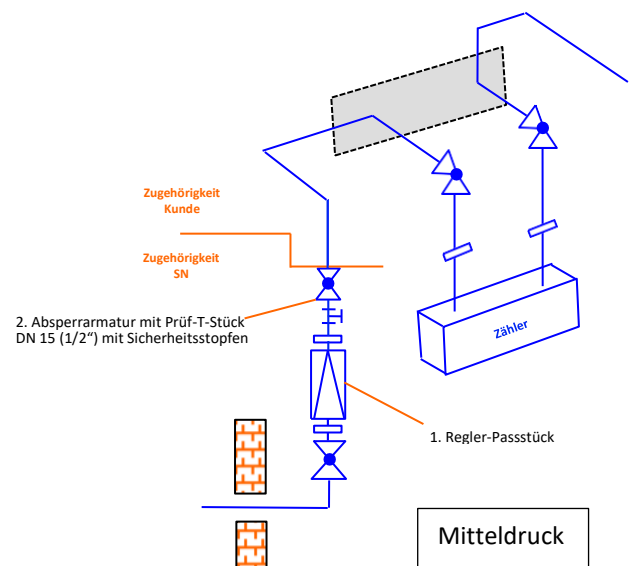 Zugehörigkeit
Kunde
Zugehörigkeit
SN
2. Absperrarmatur mit Prüf-T-Stück
DN 15 (1/2“) mit Sicherheitsstopfen
Zähler
1. Regler-Passstück
Mitteldruck